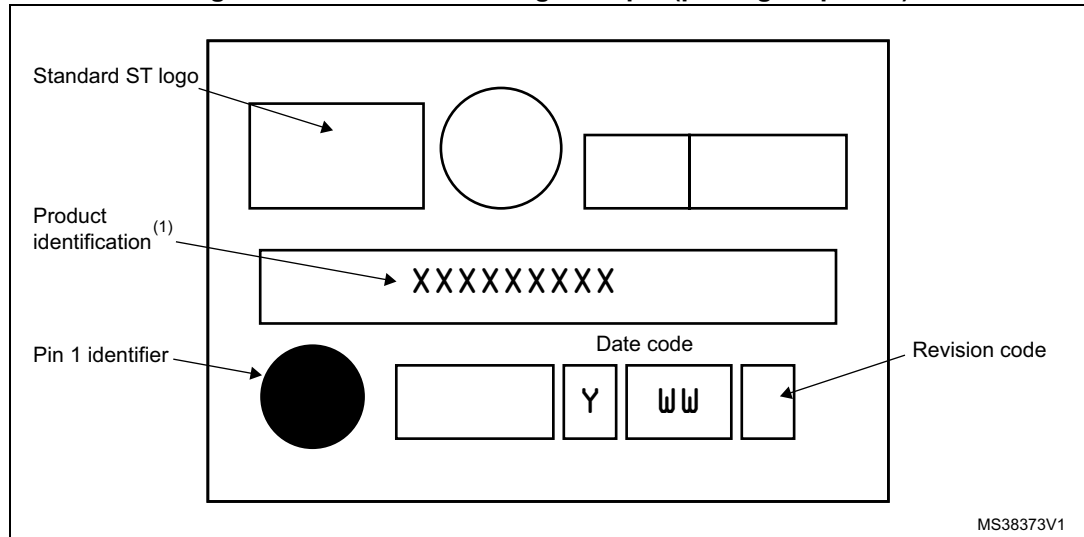 Standard ST logo
Product
identification (1)
XXXXXXXXX
Date code
Pin 1 identifier
Revision code
Y WW
MS38373V1